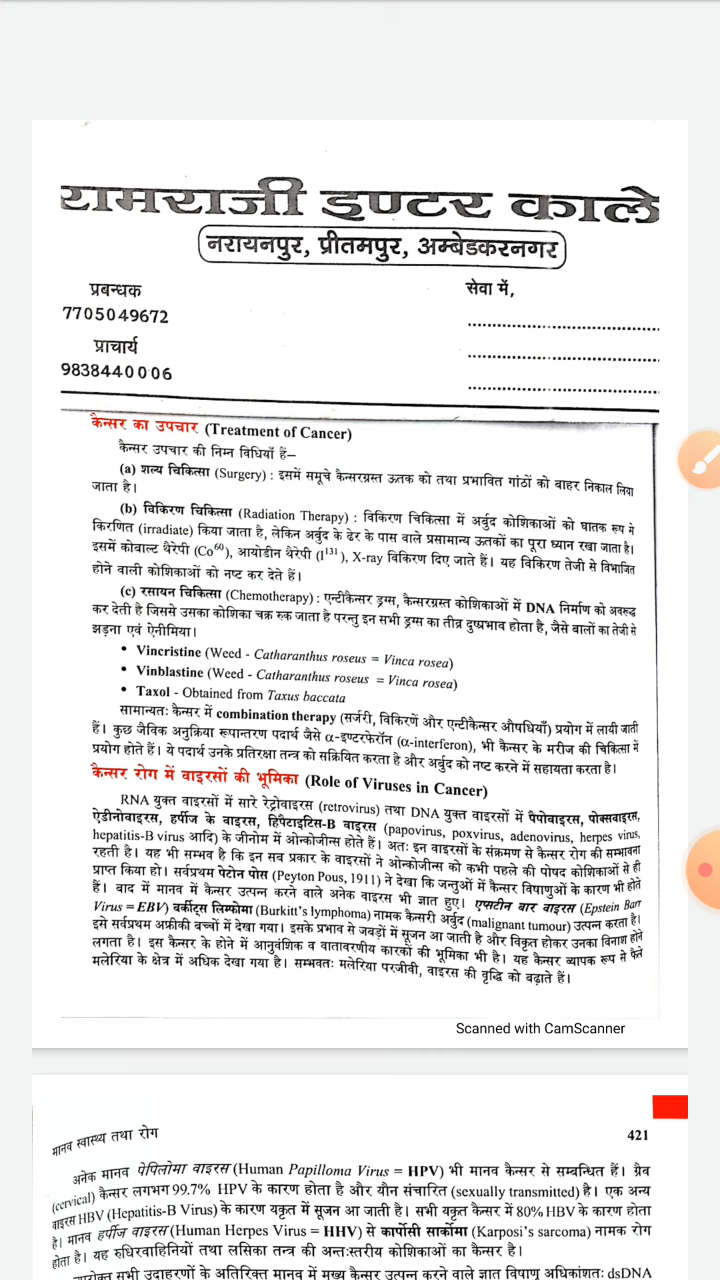 रामराजी इण्टर काले
नरायनपुर, प्रीतमपुर, अम्बेडकरनगर
प्रबन्धक
7705049672
प्राचार्य
9838440006
सेवा में,
कैन्सर का उपचार (Treatment of Cancer)
कैन्सर उपचार की निम्न विधियाँ हैं–
(a) शल्य चिकित्सा (Surgery) : इसमें समूचे कैन्सरग्रस्त ऊतक को तथा प्रभावित गांठों को बाहर निकाल लिया
जाता है।
(b) विकिरण चिकित्सा (Radiation Therapy) : विकिरण चिकित्सा में अर्बुद कोशिकाओं को घातक रूप से
किरणित (irradiate) किया जाता है, लेकिन अर्बुद के ढेर के पास वाले प्रसामान्य ऊतकों का पूरा ध्यान रखा जाता है।
इसमें कोबाल्ट थैरेपी (Co60), आयोडीन थैरेपी (I131), X-ray विकिरण दिए जाते हैं। यह विकिरण तेजी से विभाजित
होने वाली कोशिकाओं को नष्ट कर देते हैं।
(c) रसायन चिकित्सा (Chemotherapy) : एन्टीकैन्सर ड्रग्स, कैन्सरग्रस्त कोशिकाओं में DNA निर्माण को अवरुद्ध
कर देती है जिससे उसका कोशिका चक्र रुक जाता है परन्तु इन सभी ड्रग्स का तीव्र दुष्प्रभाव होता है, जैसे बालों का तेजी से
झड़ना एवं ऐनीमिया।
• Vincristine (Weed - Catharanthus roseus = Vinca rosea)
• Vinblastine (Weed - Catharanthus roseus = Vinca rosea)
• Taxol - Obtained from Taxus baccata
सामान्यतः कैन्सर में combination therapy (सर्जरी, विकिरणें और एन्टीकैन्सर औषधियाँ) प्रयोग में लायी जाती
हैं। कुछ जैविक अनुक्रिया रूपान्तरण पदार्थ जैसे α-इण्टरफेरॉन (α-interferon), भी कैन्सर के मरीज की चिकित्सा में
प्रयोग होते हैं। ये पदार्थ उनके प्रतिरक्षा तन्त्र को सक्रियित करता है और अर्बुद को नष्ट करने में सहायता करता है।
कैन्सर रोग में वाइरसों की भूमिका (Role of Viruses in Cancer)
RNA युक्त वाइरसों में सारे रेट्रोवाइरस (retrovirus) तथा DNA युक्त वाइरसों में पैपोवाइरस, पोक्सवाइरस,
ऐडीनोवाइरस, हर्पीज के वाइरस, हिपैटाइटिस-B वाइरस (papovirus, poxvirus, adenovirus, herpes virus,
hepatitis-B virus आदि) के जीनोम में ओन्कोजीन्स होते हैं। अतः इन वाइरसों के संक्रमण से कैन्सर रोग की सम्भावना
रहती है। यह भी सम्भव है कि इन सब प्रकार के वाइरसों ने ओन्कोजीन्स को कभी पहले की पोषद कोशिकाओं से ही
प्राप्त किया हो। सर्वप्रथम पेटोन पोस (Peyton Pous, 1911) ने देखा कि जन्तुओं में कैन्सर विषाणुओं के कारण भी होते
हैं। बाद में मानव में कैन्सर उत्पन्न करने वाले अनेक वाइरस भी ज्ञात हुए। एपस्टीन बार वाइरस (Epstein Barr
Virus = EBV) बर्कीट्स लिम्फोमा (Burkitt's lymphoma) नामक कैन्सरी अर्बुद (malignant tumour) उत्पन्न करता है।
इसे सर्वप्रथम अफ्रीकी बच्चों में देखा गया। इसके प्रभाव से जबड़ों में सूजन आ जाती है और विकृत होकर उनका विनाश होने
लगता है। इस कैन्सर के होने में आनुवंशिक व वातावरणीय कारकों की भूमिका भी है। यह कैन्सर व्यापक रूप से फैले
मलेरिया के क्षेत्र में अधिक देखा गया है। सम्भवतः मलेरिया परजीवी, वाइरस की वृद्धि को बढ़ाते हैं।
Scanned with CamScanner
मानव स्वास्थ्य तथा रोग
421
अनेक मानव पेपिलोमा वाइरस (Human Papilloma Virus = HPV) भी मानव कैन्सर से सम्बन्धित हैं। ग्रैव
(cervical) कैन्सर लगभग 99.7% HPV के कारण होता है और यौन संचारित (sexually transmitted) है। एक अन्य
वाइरस HBV (Hepatitis-B Virus) के कारण यकृत में सूजन आ जाती है। सभी यकृत कैन्सर में 80% HBV के कारण होता
है। मानव हर्पीज वाइरस (Human Herpes Virus = HHV) से कार्पोसी सार्कोमा (Karposi's sarcoma) नामक रोग
होता है। यह रुधिरवाहिनियों तथा लसिका तन्त्र की अन्तःस्तरीय कोशिकाओं का कैन्सर है।
सभी उदाहरणों के अतिरिक्त मानव में मुख्य कैन्सर उत्पन्न करने वाले ज्ञात विषाणु अधिकांशतः dsDNA